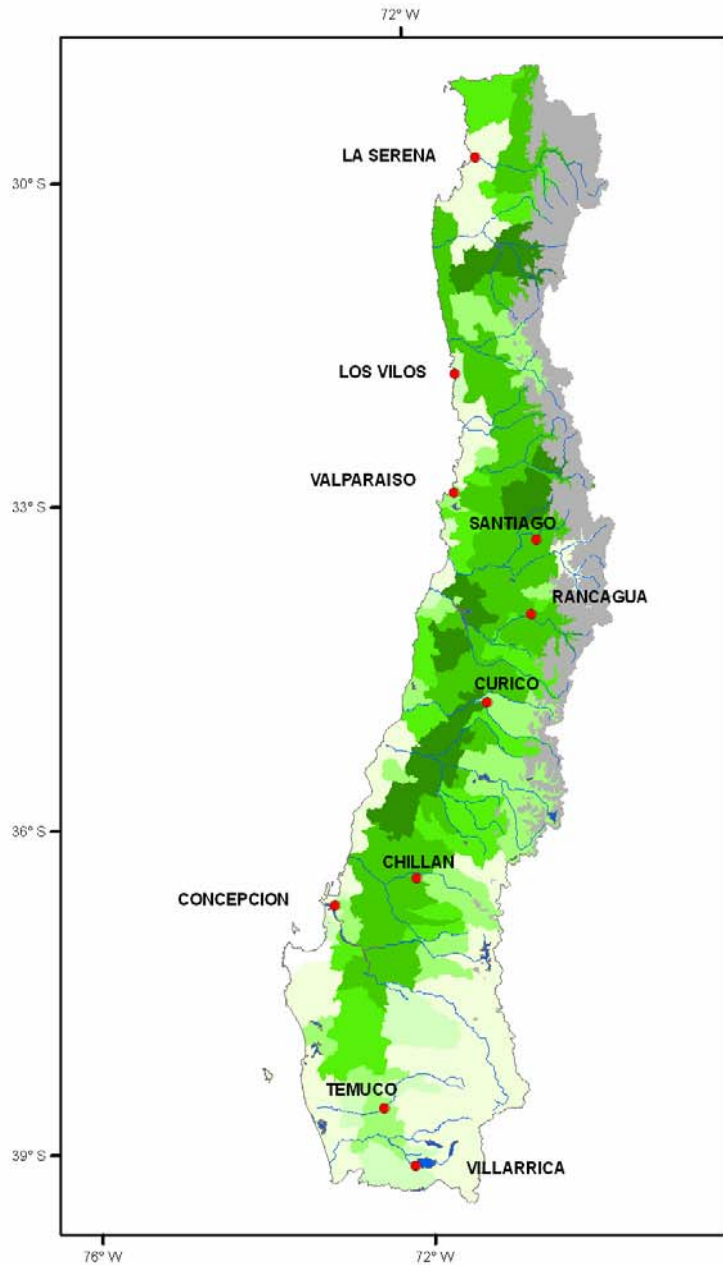 72° W
LA SERENA
30° S
LOS VILOS
VALPARAISO
33° S
SANTIAGO
RANCAGUA
CURICO
36° S
CHILLAN
CONCEPCION
TEMUCO
39° S
VILLARRICA
76° W
72° W